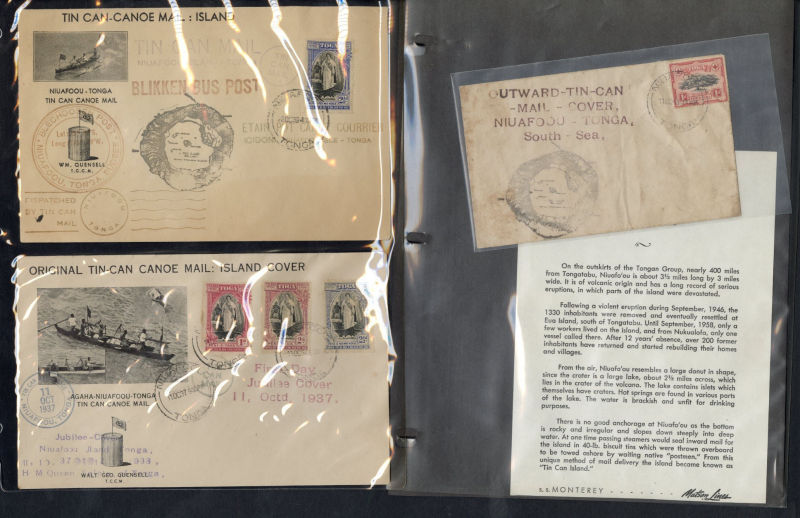 TIN CAN-CANOE MAIL: ISLAND
TIN CAN MAIL
NIUAFOOU-TONGA
TIN CAN CANOE MAIL
BLIKKEN BUS POST
TOGA
WM. QUENSELL
T.C.C.M.
DISPATCHED
BY TIN CAN
MAIL
NIUAFOOU
TONGA
ORIGINAL TIN-CAN CANOE MAIL: ISLAND COVER
TOGA
TOGA
TOGA
First Day
Jubilee Cover
11, Octd. 1937.
AGAHA-NIUAFOOU-TONGA
TIN CAN CANOE MAIL
11
OCT
1937
WALT. GEO. QUENSELL
T.C.C.M.
OUTWARD-TIN-CAN
-MAIL - COVER,
NIUAFOOU - TONGA,
South - Sea,
On the outskirts of the Tongan Group, nearly 400 miles
from Tongatabu, Niuafo'ou is about 3½ miles long by 3 miles
wide. It is of volcanic origin and has a long record of serious
eruptions, in which parts of the island were devastated.
Following a violent eruption during September, 1946, the
1330 inhabitants were removed and eventually resettled at
Eua Island, south of Tongatabu. Until September, 1958, only a
few workers lived on the island, and from Nukualofa, only one
vessel called there. After 12 years' absence, over 200 former
inhabitants have returned and started rebuilding their homes
and villages.
From the air, Niuafo'ou resembles a large donut in shape,
since the crater is a large lake, about 2½ miles across, which
lies in the crater of the volcano. The lake contains islets which
themselves have craters. Hot springs are found in various parts
of the lake. The water is brackish and unfit for drinking
purposes.
There is no good anchorage at Niuafo'ou as the bottom
is rocky and irregular and slopes down steeply into deep
water. At one time passing steamers would seal inward mail for
the island in 40-lb. biscuit tins which were thrown overboard
to be towed ashore by waiting native "postmen." From this
unique method of mail delivery the island became known as
"Tin Can Island."
S. S. MONTEREY - - - - - - - Matson Lines